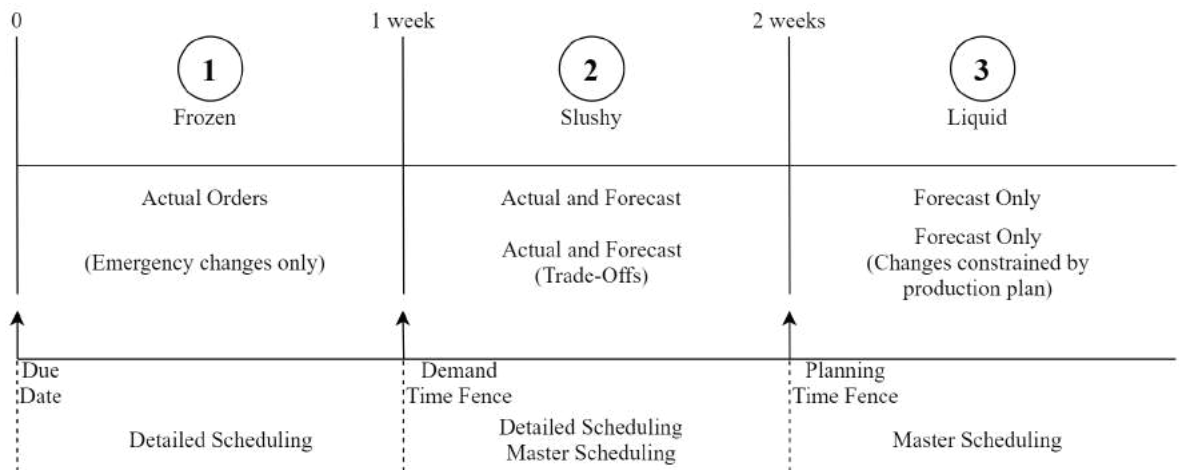 0
1 week
2 weeks
1
2
3
Frozen
Slushy
Liquid
Actual Orders
Actual and Forecast
Forecast Only
(Emergency changes only)
Actual and Forecast
(Trade-Offs)
Forecast Only
(Changes constrained by
production plan)
Due
Date
Demand
Time Fence
Planning
Time Fence
Detailed Scheduling
Detailed Scheduling
Master Scheduling
Master Scheduling